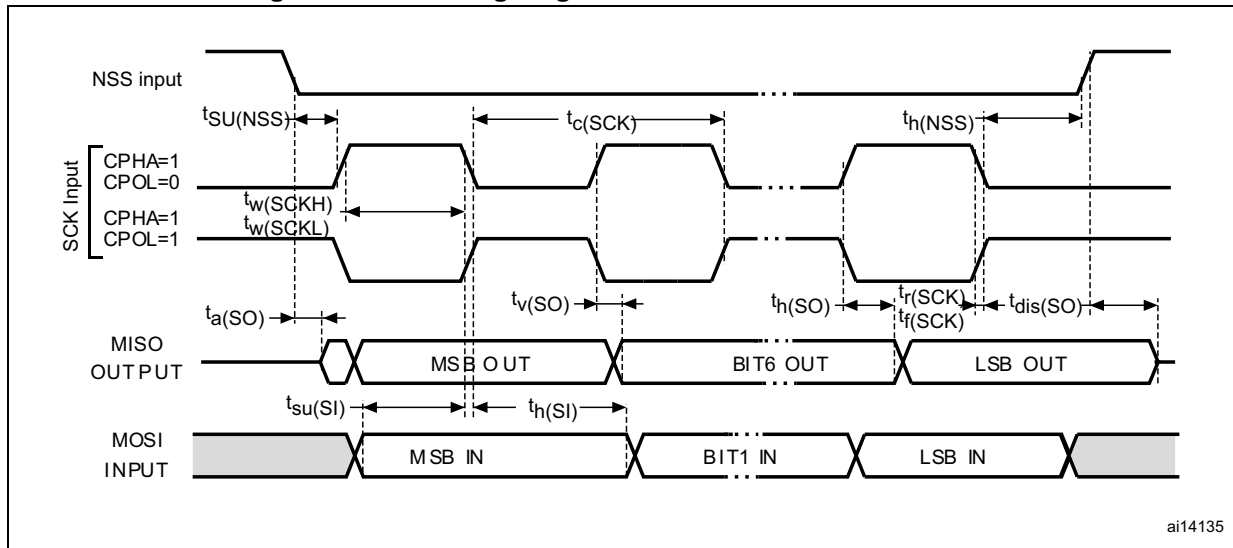 NSS input
tSU(NSS)
tc(SCK)
th(NSS)
SCK Input
CPHA=1
CPOL=0
tw(SCKH)
CPHA=1
tw(SCKL)
CPOL=1
ta(SO)
tv(SO)
th(SO)
tr(SCK)
tf(SCK)
tdis(SO)
MISO
OUTPUT
MSB OUT
BIT6 OUT
LSB OUT
tsu(SI)
th(SI)
MOSI
INPUT
MSB IN
BIT1 IN
LSB IN
ai14135